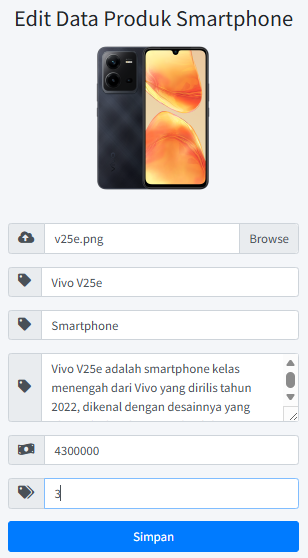 Edit Data Produk Smartphone
v25e.png
Browse
Vivo V25e
Smartphone
Vivo V25e adalah smartphone kelas
menengah dari Vivo yang dirilis tahun
2022, dikenal dengan desainnya yang
4300000
3
Simpan